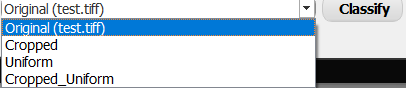 Original (test.tiff) Classify
Original (test.tiff)
Cropped
Uniform
Cropped_Uniform